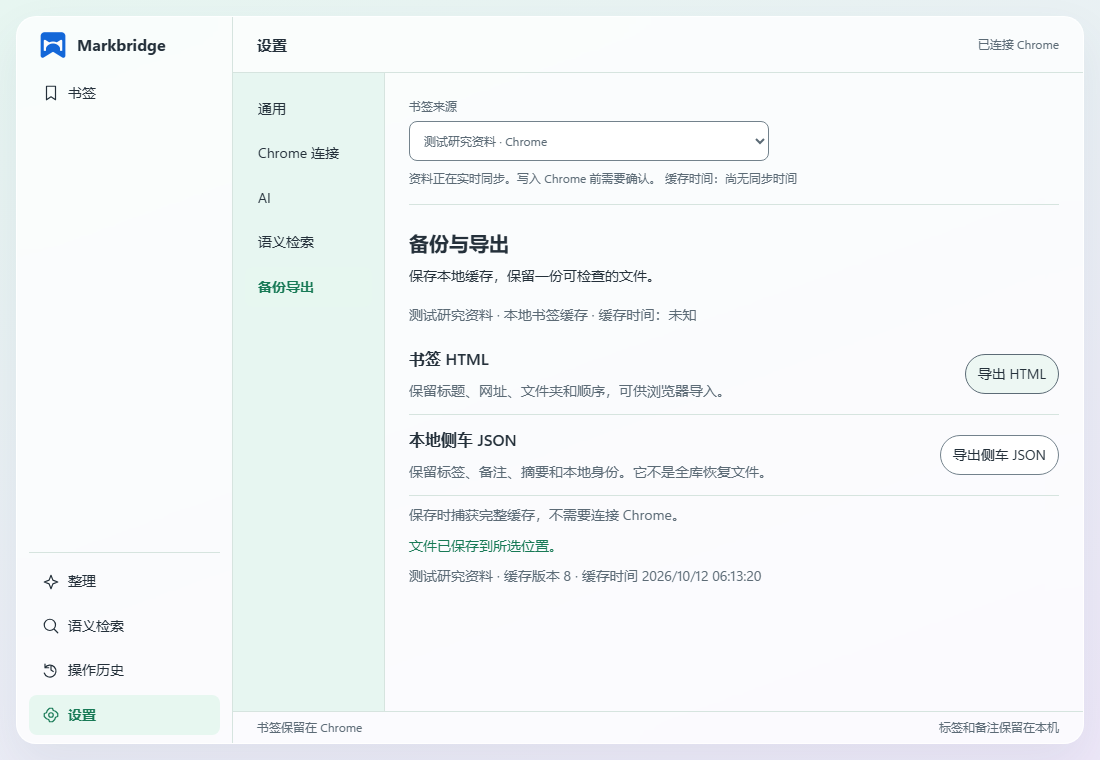 Markbridge
书签
整理
语义检索
操作历史
设置
设置
已连接 Chrome
通用
Chrome 连接
AI
语义检索
备份导出
书签来源
测试研究资料 · Chrome
资料正在实时同步。写入 Chrome 前需要确认。 缓存时间：尚无同步时间
备份与导出
保存本地缓存，保留一份可检查的文件。
测试研究资料 · 本地书签缓存 · 缓存时间：未知
书签 HTML
保留标题、网址、文件夹和顺序，可供浏览器导入。
导出 HTML
本地侧车 JSON
保留标签、备注、摘要和本地身份。它不是全库恢复文件。
导出侧车 JSON
保存时捕获完整缓存，不需要连接 Chrome。
文件已保存到所选位置。
测试研究资料 · 缓存版本 8 · 缓存时间 2026/10/12 06:13:20
书签保留在 Chrome
标签和备注保留在本机